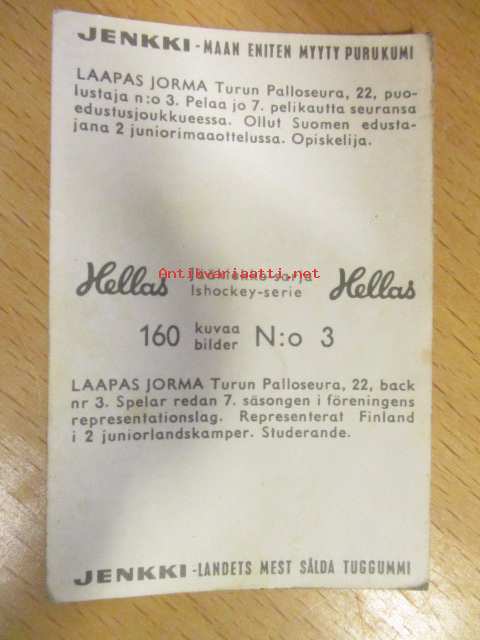 JENKKI - MAAN ENITEN MYYTY PURUKUMI
LAAPAS JORMA Turun Palloseura, 22, puo-
lustaja n:o 3. Pelaa jo 7. pelikautta seuransa
edustusjoukkueessa. Ollut Suomen edusta-
jana 2 juniorimaaottelussa. Opiskelija.
Antikvariaatti.net
Hellas Jääkiekko-sarja Hellas
Ishockey-serie
160 kuvaa N:o 3
bilder
LAAPAS JORMA Turun Palloseura, 22, back
nr 3. Spelar redan 7. säsongen i föreningens
representationslag. Representerat Finland
i 2 juniorlandskamper. Studerande.
JENKKI - LANDETS MEST SÅLDA TUGGUMMI